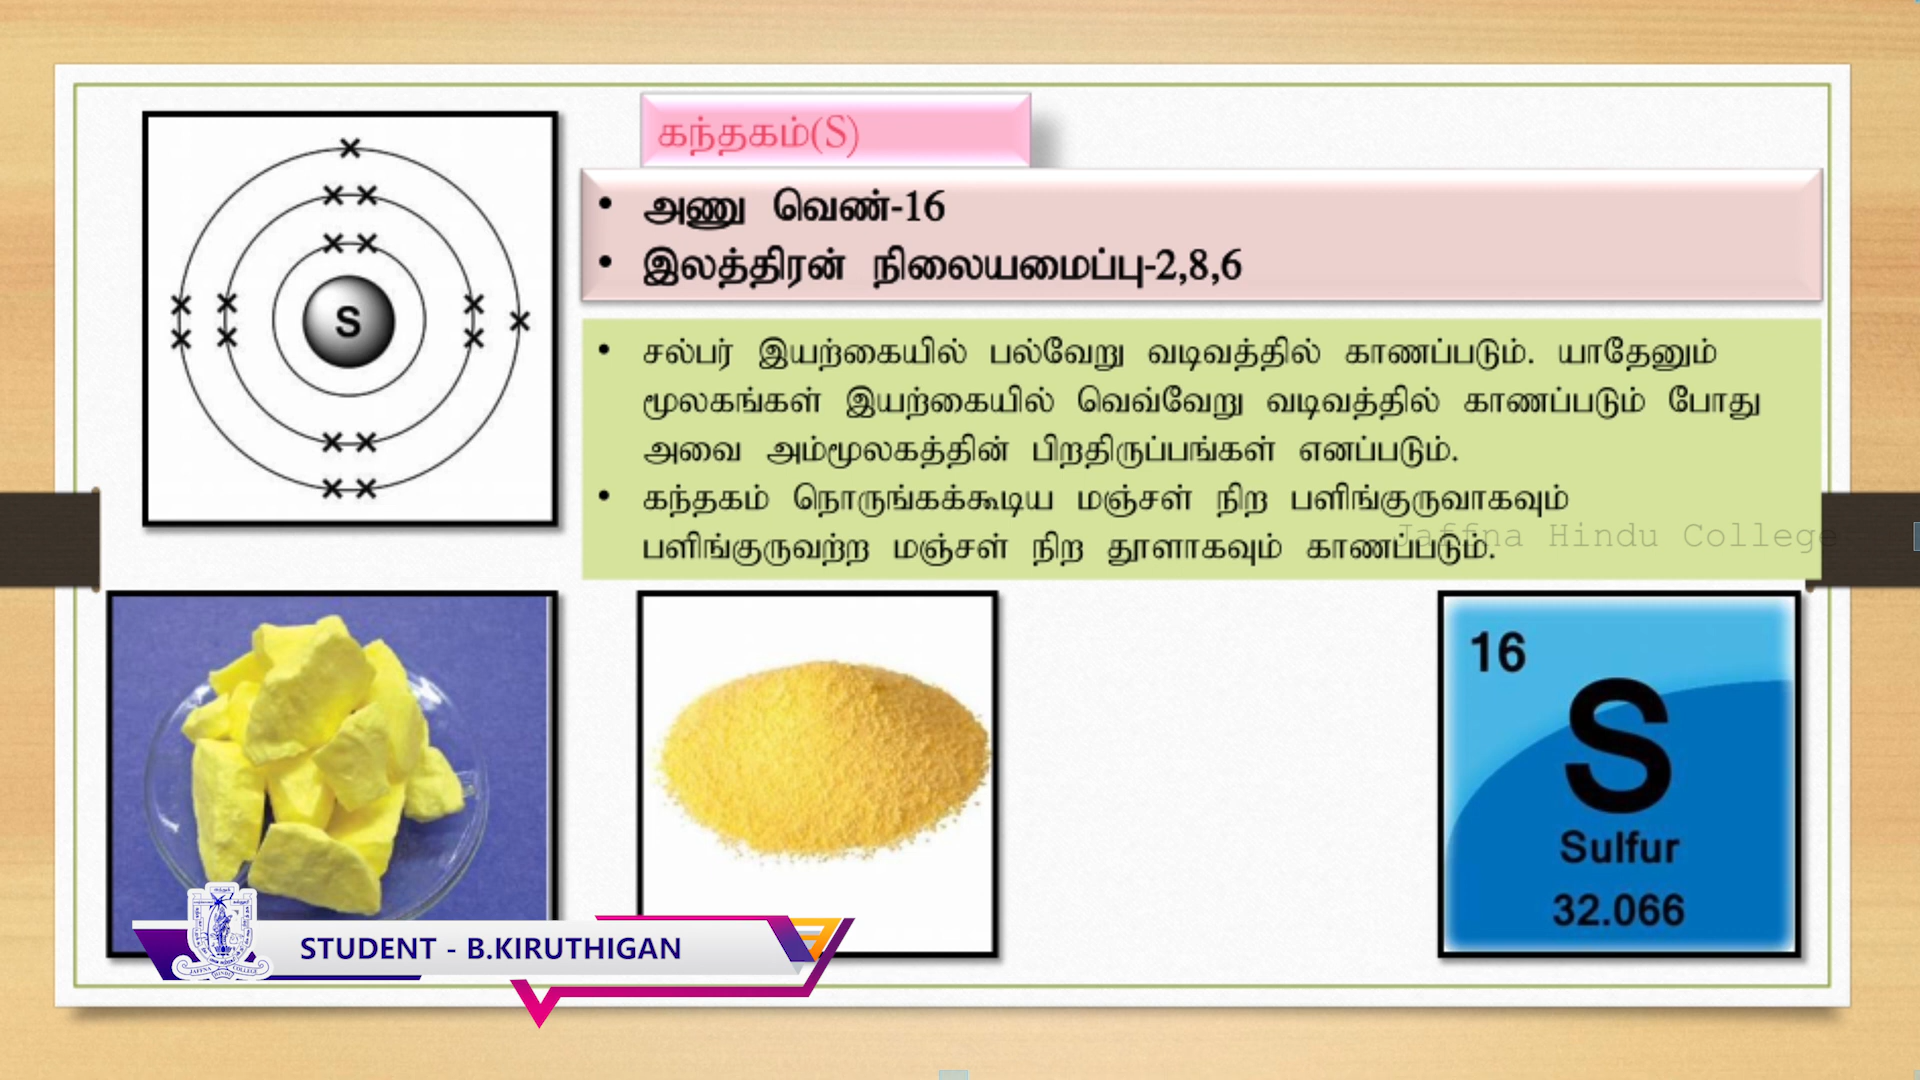 கந்தகம்(S)
• அணு வெண்-16
• இலத்திரன் நிலையமைப்பு-2,8,6
S
• சல்பர் இயற்கையில் பல்வேறு வடிவத்தில் காணப்படும். யாதேனும்
மூலகங்கள் இயற்கையில் வெவ்வேறு வடிவத்தில் காணப்படும் போது
அவை அம்மூலகத்தின் பிறதிருப்பங்கள் எனப்படும்.
• கந்தகம் நொருங்கக்கூடிய மஞ்சள் நிற பளிங்குருவாகவும்
பளிங்குருவற்ற மஞ்சள் நிற தூளாகவும் காணப்படும்.
Jaffna Hindu College
16
S
Sulfur
32.066
STUDENT - B.KIRUTHIGAN